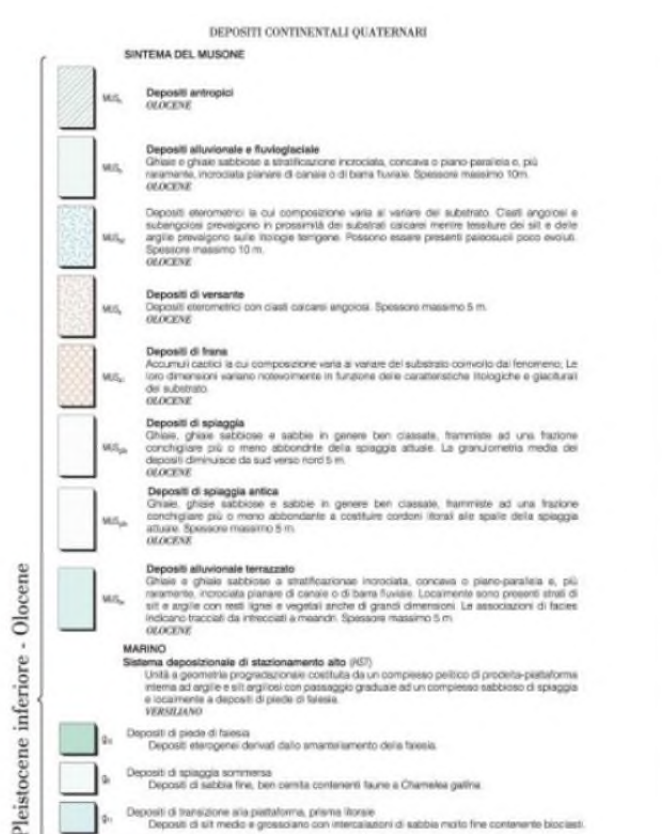 DEPOSITI CONTINENTALI QUATERNARI
SINTEMA DEL MUSONE
Depositi antropici
OLOCENE
Depositi alluvionale e fluvioglaciale
Ghiaie e ghiaie sabbiose a stratificazione incrociata, concava o piano-parallela e, più
raramente, incrociata planare di canale o di barra fluviale. Spessore massimo 10m.
OLOCENE
Depositi eterometrici la cui composizione varia al variare del substrato. Clasti angolosi e
subangolosi prevalgono in prossimità dei substrati calcarei mentre tessiture dei silt e delle
argille prevalgono sulle litologie terrigene. Possono essere presenti paleosuoli poco evoluti.
Spessore massimo 10 m.
OLOCENE
Depositi di versante
Depositi eterometrici con clasti calcarei angolosi. Spessore massimo 5 m.
OLOCENE
Depositi di frana
Accumuli caotici la cui composizione varia al variare del substrato coinvolto dal fenomeno; Le
loro dimensioni variano notevolmente in funzione delle caratteristiche litologiche e giaciturali
del substrato.
OLOCENE
Depositi di spiaggia
Ghiaie, ghiaie sabbiose e sabbie in genere ben classate, frammiste ad una frazione
conchigliare più o meno abbondnte della spiaggia attuale. La granulometria media dei
depositi diminuisce da sud verso nord 5 m.
OLOCENE
Depositi di spiaggia antica
Ghiaie, ghiaie sabbiose e sabbie in genere ben classate, frammiste ad una frazione
conchigliare più o meno abbondante a costituire cordoni litorali alle spalle della spiaggia
attuale. Spessore massimo 5 m.
OLOCENE
Depositi alluvionale terrazzato
Ghiaie e ghiaie sabbiose a stratificazionae incrociata, concava o piano-parallela e, più
raramente, incrociata planare di canale o di barra fluviale. Localmente sono presenti strati di
silt e argille con resti lignei e vegetali anche di grandi dimensioni. Le associazioni di facies
indicano tracciati da intrecciati a meandri. Spessore massimo 5 m
OLOCENE
MARINO
Sistema deposizionale di stazionamento alto (HST)
Unità a geometria progradazionale costituita da un complesso pelitico di prodelta-piattaforma
interna ad argille e silt argillosi con passaggio graduale ad un complesso sabbioso di spiaggia
e localmente a depositi di piede di falesia.
VERSILIANO
Depositi di piede di falesia
Depositi eterogenei derivati dallo smantellamento della falesia.
Depositi di spiaggia sommersa
Depositi di sabbia fine, ben cernita contenenti faune a Chamelea gallina.
Depositi di transizione alla piattaforma, prisma litorale
Depositi di silt medio e grossolano con intercalazioni di sabbia molto fine contenente bioclasti.
Pleistocene inferiore - Olocene